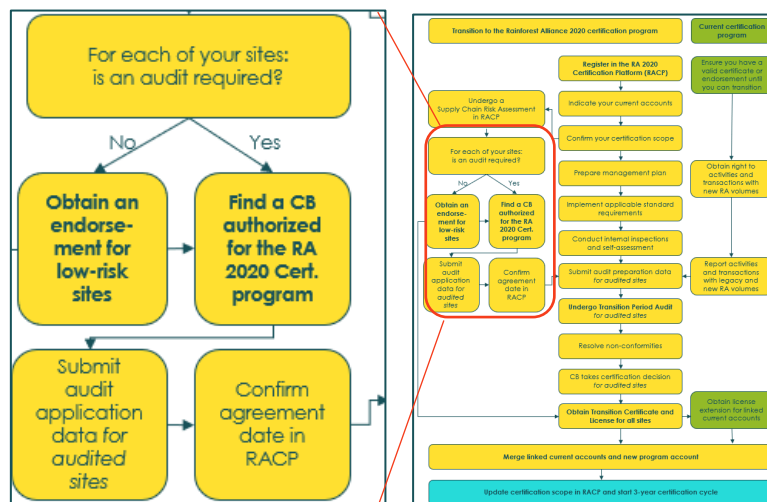 For each of your sites:
is an audit required?
No
Yes
Obtain an
endorse-
ment for
low-risk
sites
Find a CB
authorized
for the RA
2020 Cert.
program
Submit
audit
application
data for
audited
sites
Confirm
agreement
date in
RACP
Transition to the Rainforest Alliance 2020 certification program
Current certification
program
Register in the RA 2020
Certification Platform (RACP)
Ensure you have a
valid certificate or
endorsement until
you can transition
Undergo a
Supply Chain Risk Assessment
in RACP
Indicate your current accounts
Confirm your certification scope
For each of your sites:
is an audit required?
Prepare management plan
Obtain right to
activities and
transactions with
new RA volumes
No
Yes
Obtain an
endorse-
ment for
low-risk
sites
Find a CB
authorized
for the RA
2020 Cert.
program
Implement applicable standard
requirements
Conduct internal inspections
and self-assessment
Submit
audit
application
data for
audited sites
Confirm
agreement
date in
RACP
Submit audit preparation data
for audited sites
Report activities
and transactions
with legacy and
new RA volumes
Undergo Transition Period Audit
for audited sites
Resolve non-conformities
CB takes certification decision
for audited sites
Obtain Transition Certificate and
License for all sites
Obtain license
extension for linked
current accounts
Merge linked current accounts and new program account
Update certification scope in RACP and start 3-year certification cycle